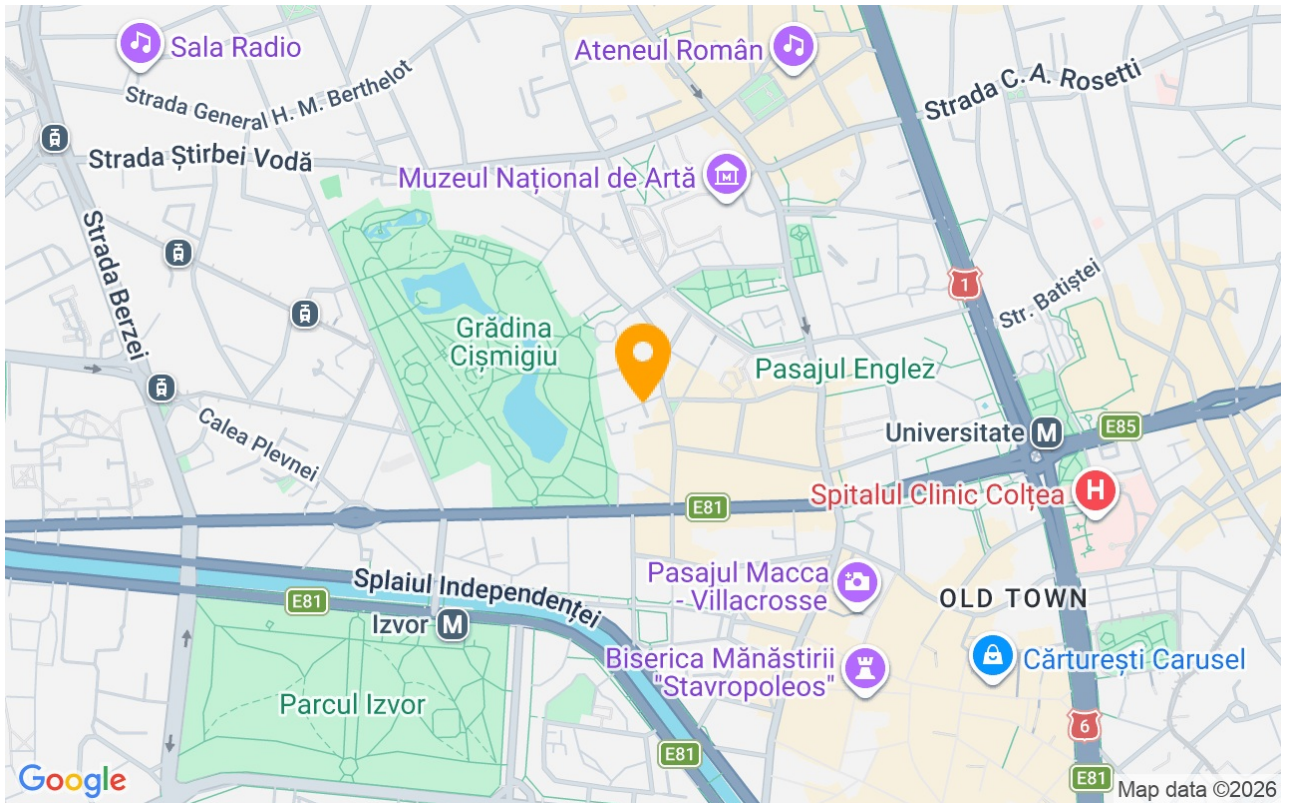 Sala Radio
Ateneul Român
Strada C. A. Rosetti
Strada General H. M. Berthelot
Strada Știrbei Vodă
Muzeul Național de Artă
M
Strada Berzei
1
Str. Batiștei
Grădina
Cișmigiu
Pasajul Englez
Calea Plevnei
Universitate M
E85
Spitalul Clinic Colțea H
E81
Splaiul Independenței
Pasajul Macca
- Villacrosse
E81
Izvor M
OLD TOWN
Biserica Mănăstirii
"Stavropoleos"
Cărturești Carusel
Parcul Izvor
6
E81
Google
E81
Map data ©2026